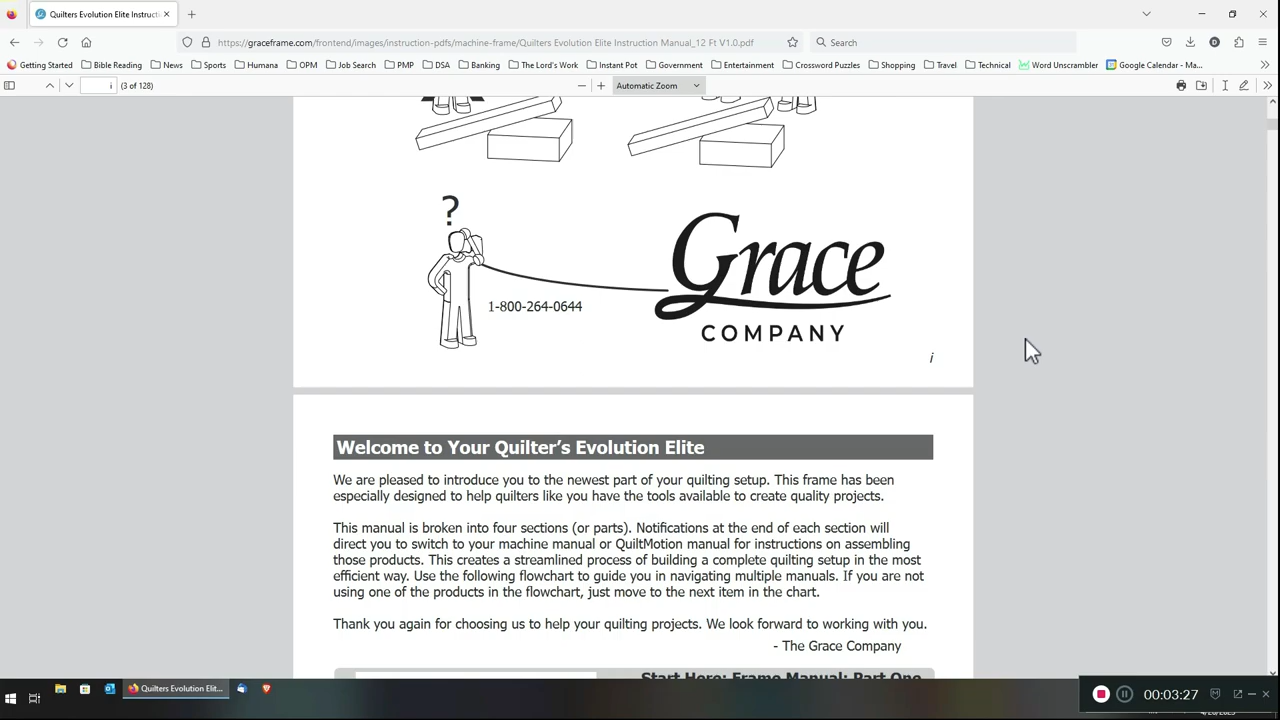 Quilters Evolution Elite Instructi
https://graceframe.com/frontend/images/instruction-pdfs/machine-frame/Quilters Evolution Elite Instruction Manual_12 Ft V1.0.pdf
Search
Getting Started Bible Reading News Sports Humana OPM Job Search PMP DSA Banking The Lord's Work Instant Pot Government Entertainment Crossword Puzzles Shopping Travel Technical Word Unscrambler Google Calendar - Ma...
i (3 of 128) Automatic Zoom
?
1-800-264-0644
Grace
COMPANY
i
Welcome to Your Quilter's Evolution Elite
We are pleased to introduce you to the newest part of your quilting setup. This frame has been
especially designed to help quilters like you have the tools available to create quality projects.
This manual is broken into four sections (or parts). Notifications at the end of each section will
direct you to switch to your machine manual or QuiltMotion manual for instructions on assembling
those products. This creates a streamlined process of building a complete quilting setup in the most
efficient way. Use the following flowchart to guide you in navigating multiple manuals. If you are not
using one of the products in the flowchart, just move to the next item in the chart.
Thank you again for choosing us to help your quilting projects. We look forward to working with you.
- The Grace Company
Start Here: Frame Manual: Part One
Quilters Evolution Elit...
00:03:27